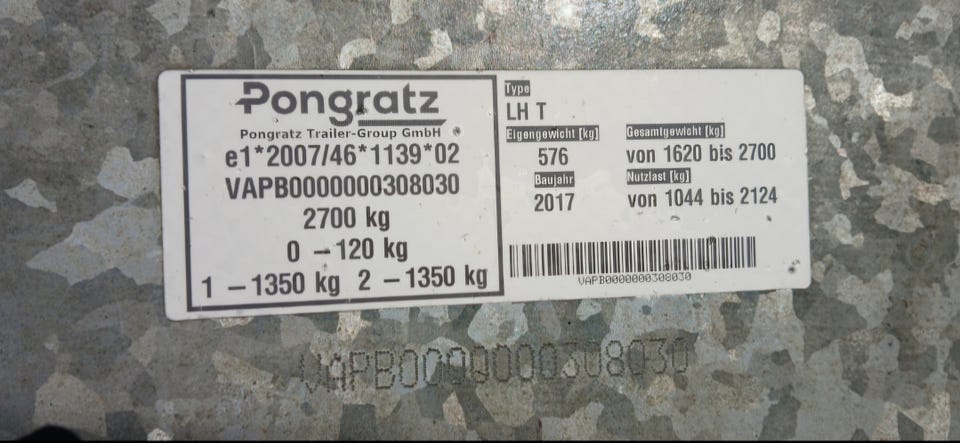 Pongratz
Pongratz Trailer-Group GmbH
e1*2007/46*1139*02
VAPB0000000308030
2700 kg
0 –120 kg
1 –1350 kg 2 –1350 kg
Type
LH T
Eigengewicht [kg] Gesamtgewicht [kg]
576 von 1620 bis 2700
Baujahr Nutzlast [kg]
2017 von 1044 bis 2124
VAPB0000000308030
VAPB0000000308030